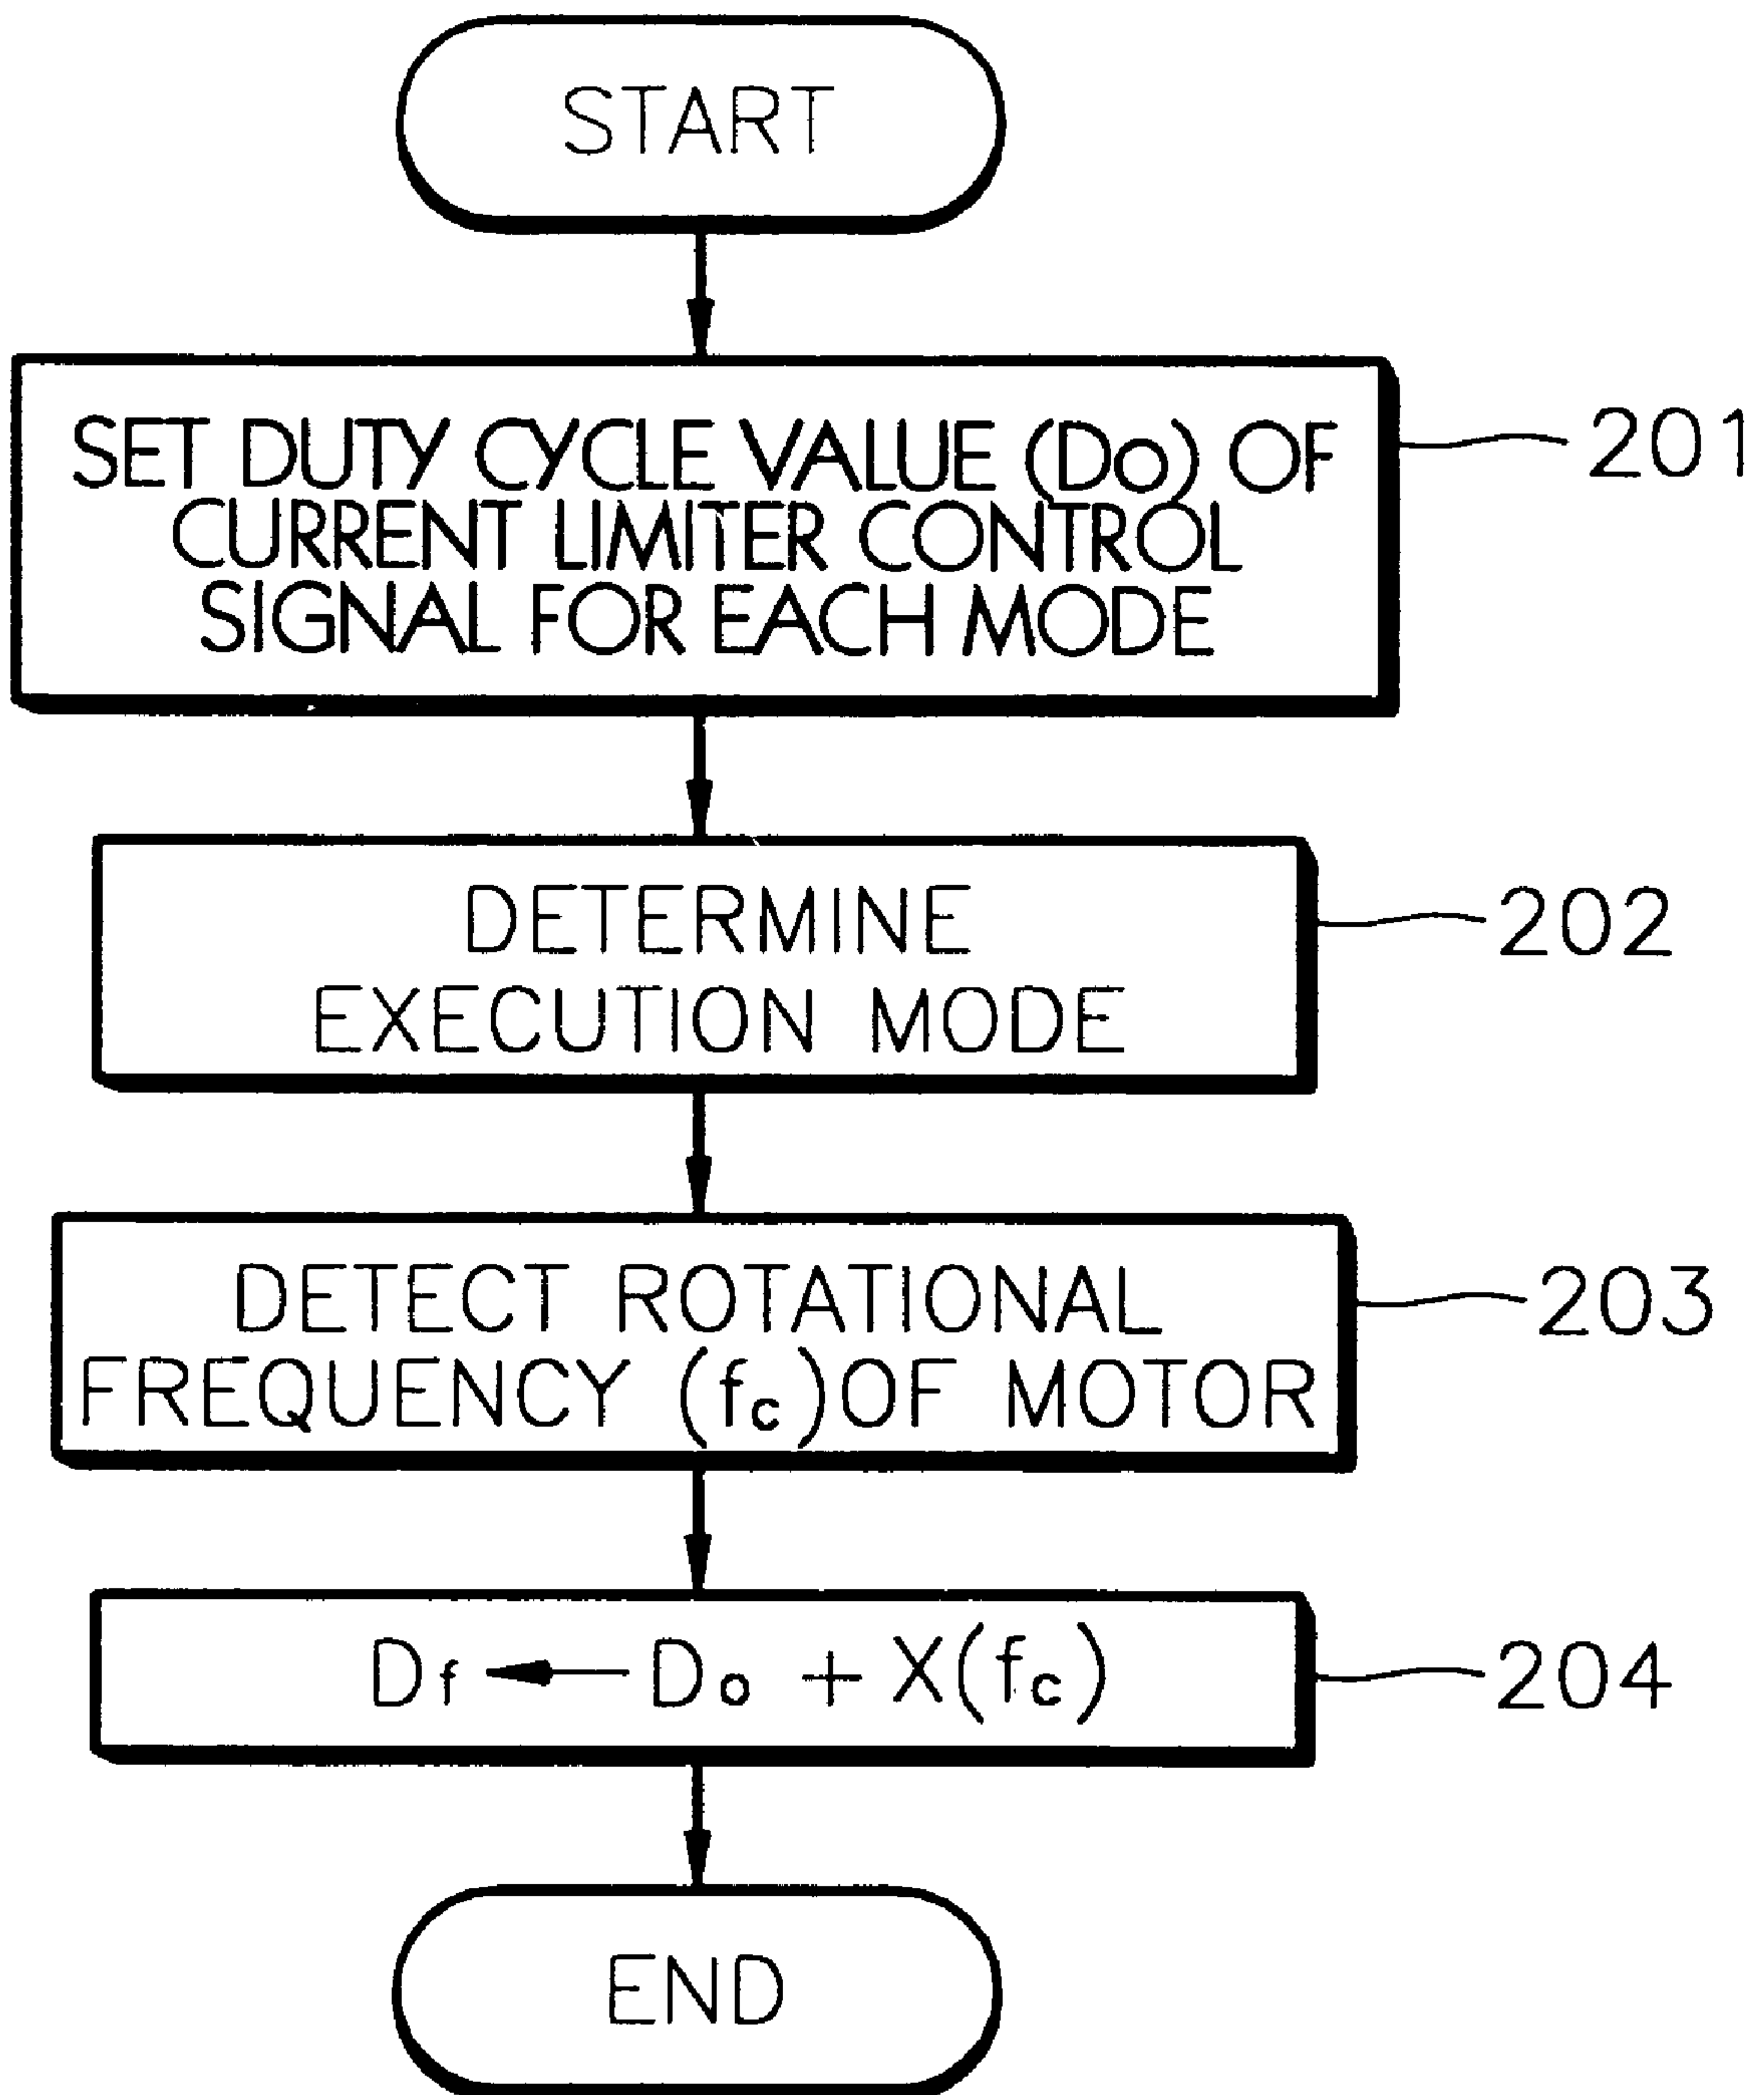 START
SET DUTY CYCLE VALUE (Do) OF
CURRENT LIMITER CONTROL
SIGNAL FOR EACH MODE
201
DETERMINE
EXECUTION MODE
202
DETECT ROTATIONAL
FREQUENCY (fc) OF MOTOR
203
Df ← Do + X(fc)
204
END